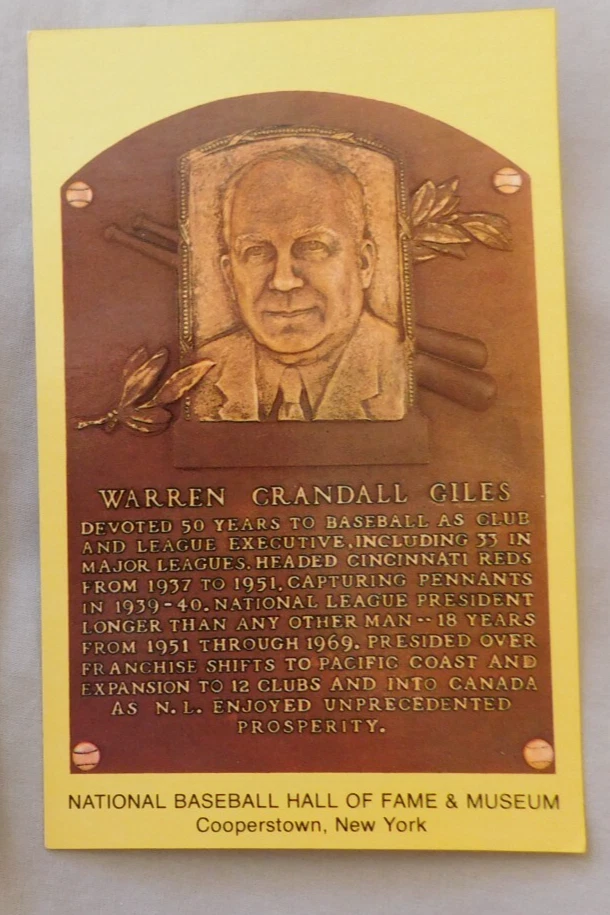 WARREN CRANDALL GILES
DEVOTED 50 YEARS TO BASEBALL AS CLUB
AND LEAGUE EXECUTIVE, INCLUDING 33 IN
MAJOR LEAGUES. HEADED CINCINNATI REDS
FROM 1937 TO 1951, CAPTURING PENNANTS
IN 1939-40. NATIONAL LEAGUE PRESIDENT
LONGER THAN ANY OTHER MAN -- 18 YEARS
FROM 1951 THROUGH 1969. PRESIDED OVER
FRANCHISE SHIFTS TO PACIFIC COAST AND
EXPANSION TO 12 CLUBS AND INTO CANADA
AS N. L. ENJOYED UNPRECEDENTED
PROSPERITY.
NATIONAL BASEBALL HALL OF FAME & MUSEUM
Cooperstown, New York